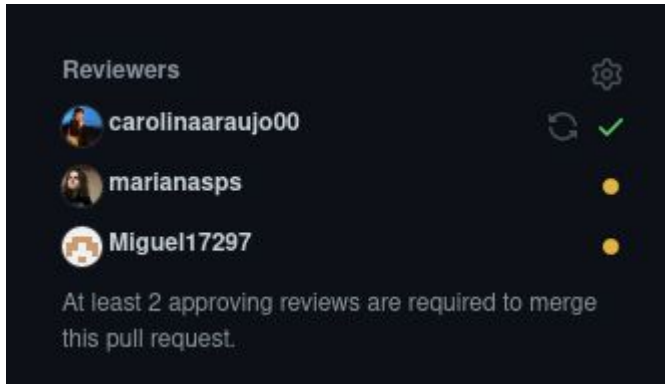 Reviewers
carolinaaraujo00
marianasps
Miguel17297
At least 2 approving reviews are required to merge
this pull request.